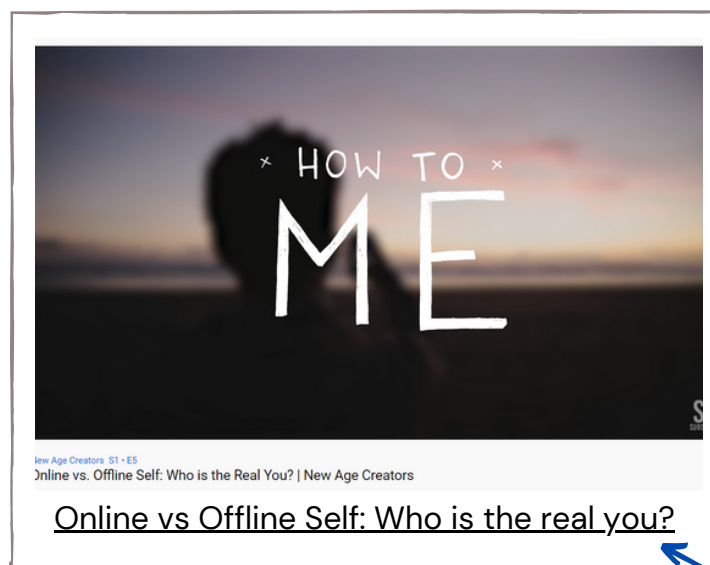 × HOW TO ×
ME
New Age Creators S1 • E5
Online vs. Offline Self: Who is the Real You? | New Age Creators
Online vs Offline Self: Who is the real you?